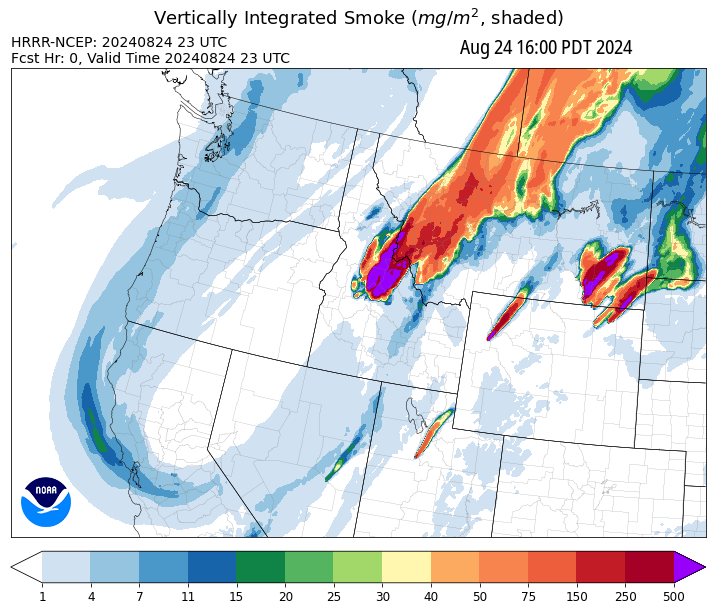 Vertically Integrated Smoke (mg/m², shaded)
HRRR-NCEP: 20240824 23 UTC
Fcst Hr: 0, Valid Time 20240824 23 UTC
Aug 24 16:00 PDT 2024
NOAA
1 4 7 11 15 20 25 30 40 50 75 150 250 500